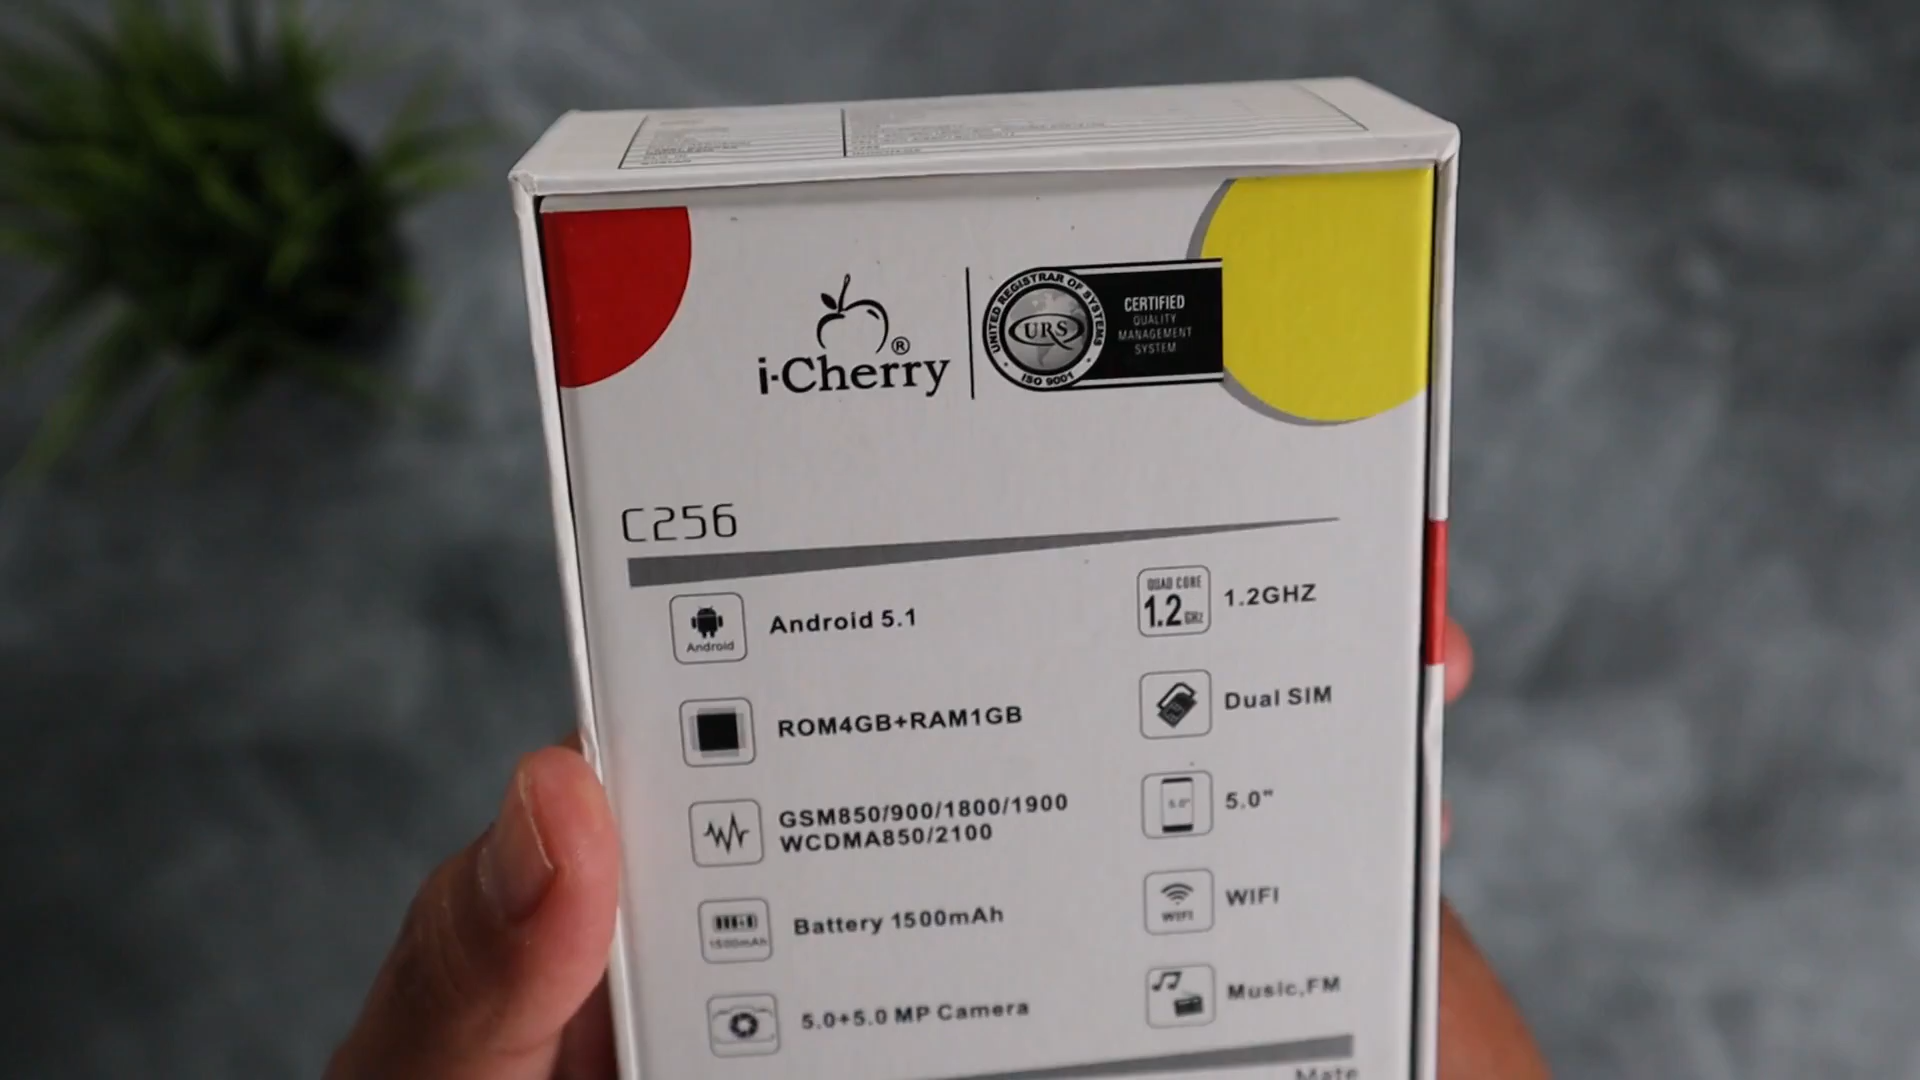 i-Cherry®
UNITED REGISTRAR OF SYSTEMS
URS
ISO 9001
CERTIFIED
QUALITY
MANAGEMENT
SYSTEM
C256
Android
Android 5.1
QUAD CORE
1.2GHz
1.2GHZ
ROM4GB+RAM1GB
Dual SIM
GSM850/900/1800/1900
WCDMA850/2100
5.0"
5.0"
1500mAh
Battery 1500mAh
WIFI
WIFI
5.0+5.0 MP Camera
Music,FM
Mate